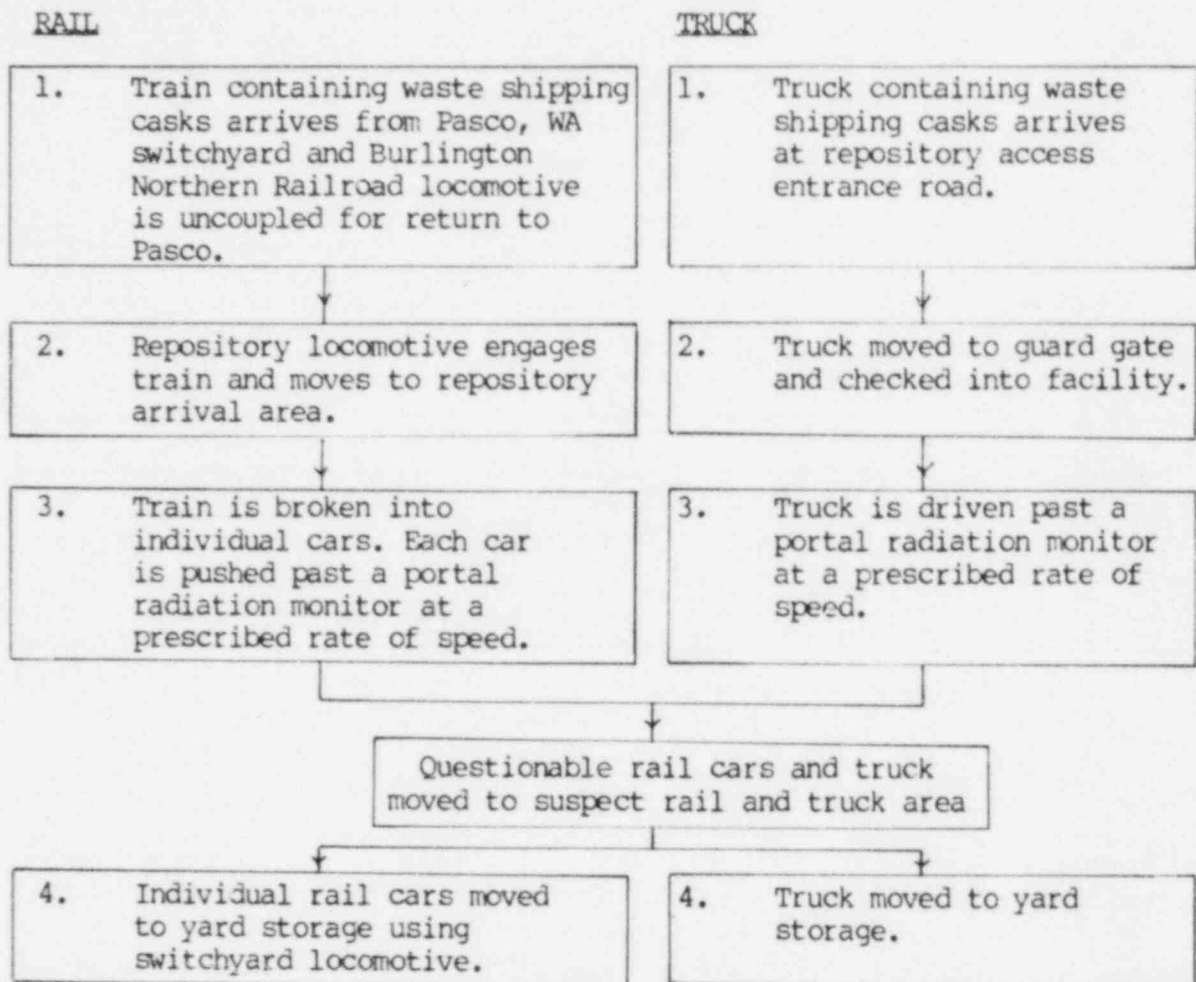 RAIL
1. Train containing waste shipping
casks arrives from Pasco, WA
switchyard and Burlington
Northern Railroad locomotive
is uncoupled for return to
Pasco.
2. Repository locomotive engages
train and moves to repository
arrival area.
3. Train is broken into
individual cars. Each car
is pushed past a portal
radiation monitor at a
prescribed rate of speed.
TRUCK
1. Truck containing waste
shipping casks arrives
at repository access
entrance road.
2. Truck moved to guard gate
and checked into facility.
3. Truck is driven past a
portal radiation monitor
at a prescribed rate of
speed.
Questionable rail cars and truck
moved to suspect rail and truck area
4. Individual rail cars moved
to yard storage using
switchyard locomotive.
4. Truck moved to yard
storage.